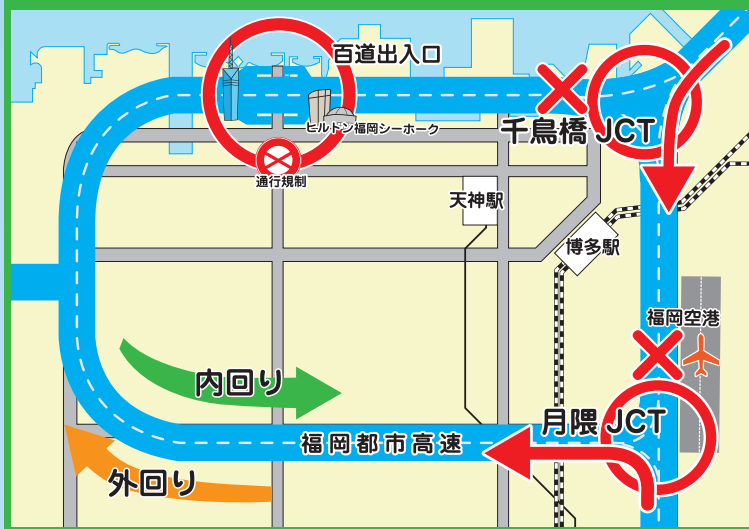 百道出入口
ヒルトン福岡シーホーク
千鳥橋 JCT
通行規制
天神駅
博多駅
福岡空港
内回り
月隈 JCT
福岡都市高速
外回り